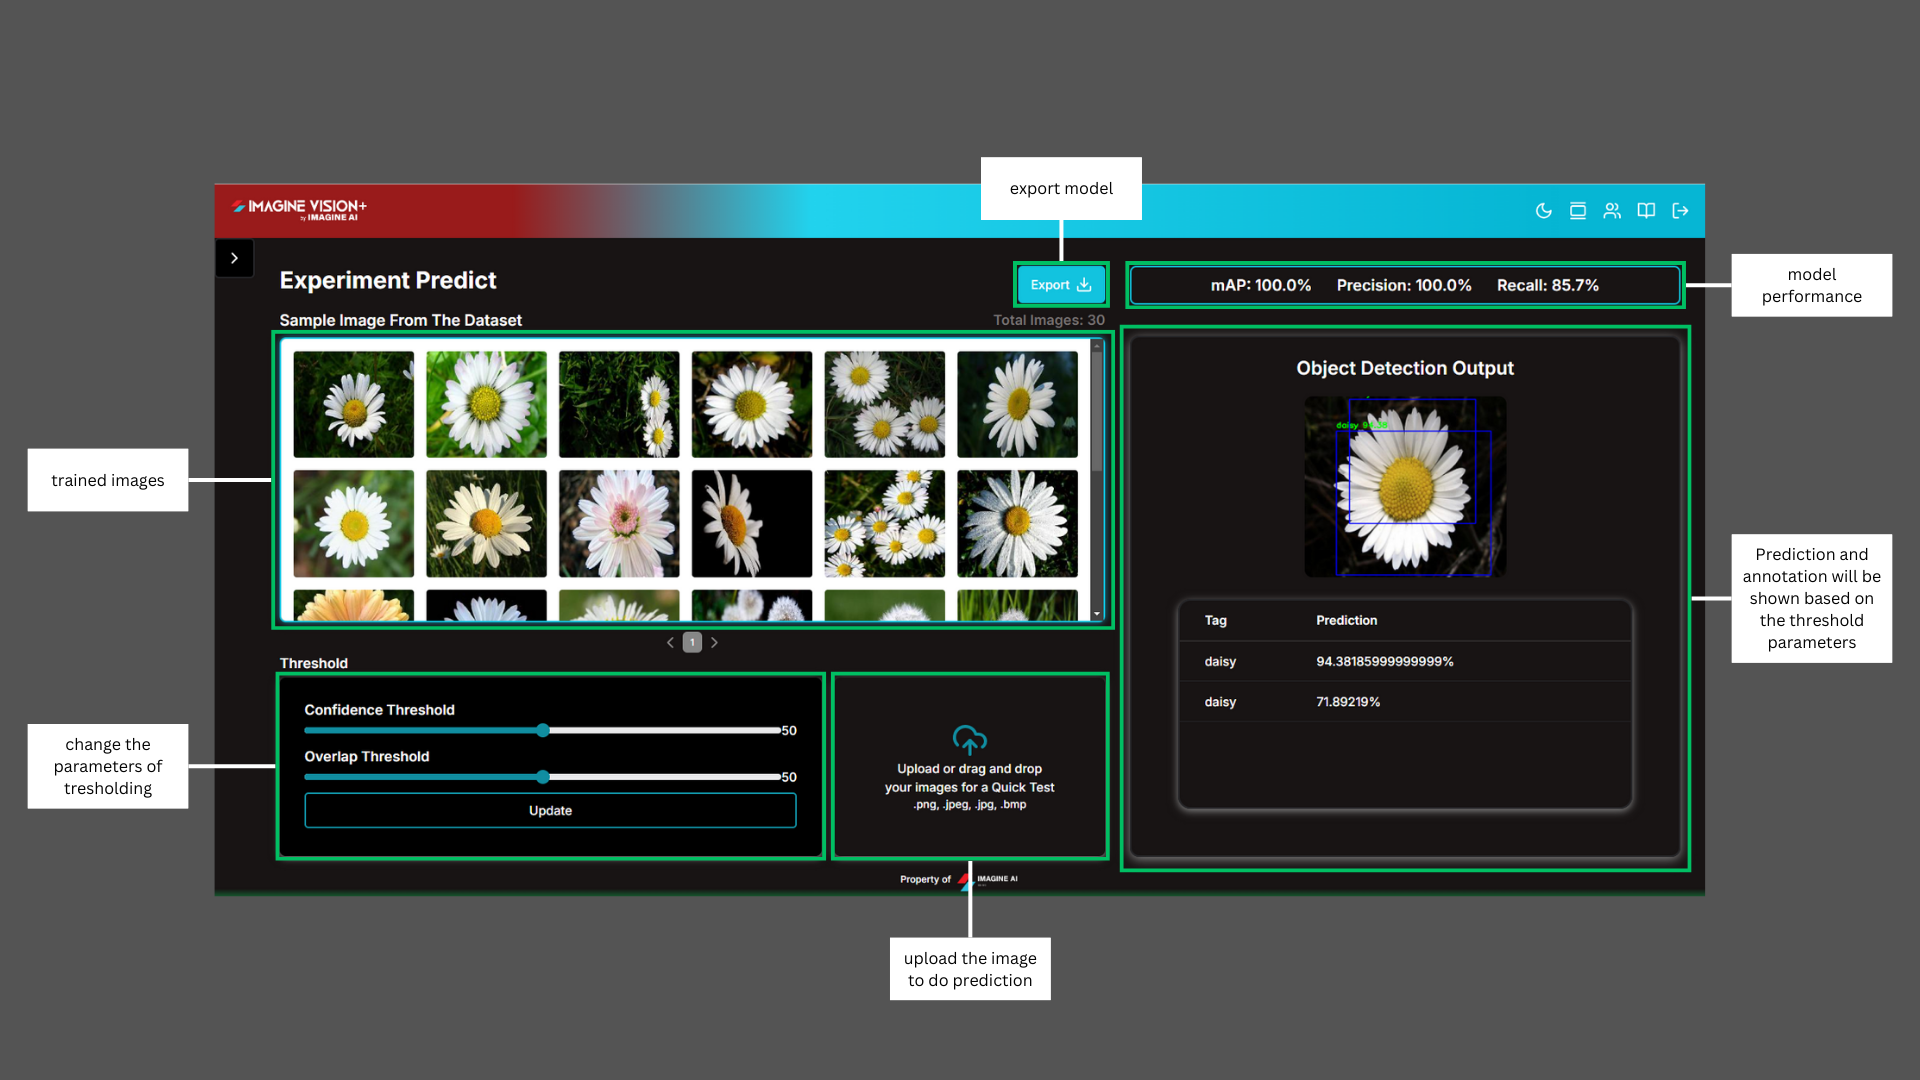 export model
IMAGINE VISION+
by IMAGINE AI
Experiment Predict
Export
mAP: 100.0% Precision: 100.0% Recall: 85.7%
model
performance
Sample Image From The Dataset
Total Images: 30
Object Detection Output
daisy 94.38
trained images
Prediction and
annotation will be
shown based on
the threshold
parameters
Tag Prediction
daisy 94.38185999999999%
daisy 71.89219%
1
Threshold
Confidence Threshold
50
Overlap Threshold
50
Update
change the
parameters of
tresholding
Upload or drag and drop
your images for a Quick Test
.png, .jpeg, .jpg, .bmp
Property of IMAGINE AI
upload the image
to do prediction